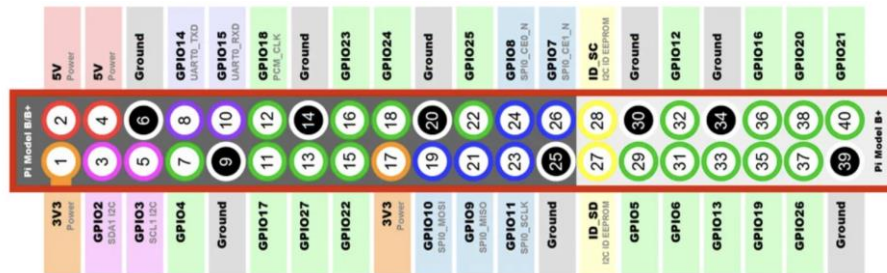 5V
Power
5V
Power
Ground
GPIO14
UART0_TXD
GPIO15
UART0_RXD
GPIO18
PCM_CLK
Ground
GPIO23
GPIO24
Ground
GPIO25
GPIO8
SPI0_CE0_N
GPIO7
SPI0_CE1_N
ID_SC
I2C ID EEPROM
Ground
GPIO12
Ground
GPIO16
GPIO20
GPIO21
Pi Model B/B+
2 4 6 8 10 12 14 16 18 20 22 24 26 28 30 32 34 36 38 40
1 3 5 7 9 11 13 15 17 19 21 23 25 27 29 31 33 35 37 39
Pi Model B+
3V3
Power
GPIO2
SDA1 I2C
GPIO3
SCL1 I2C
GPIO4
Ground
GPIO17
GPIO27
GPIO22
3V3
Power
GPIO10
SPI0_MOSI
GPIO9
SPI0_MISO
GPIO11
SPI0_SCLK
Ground
ID_SD
I2C ID EEPROM
GPIO5
GPIO6
GPIO13
GPIO19
GPIO26
Ground